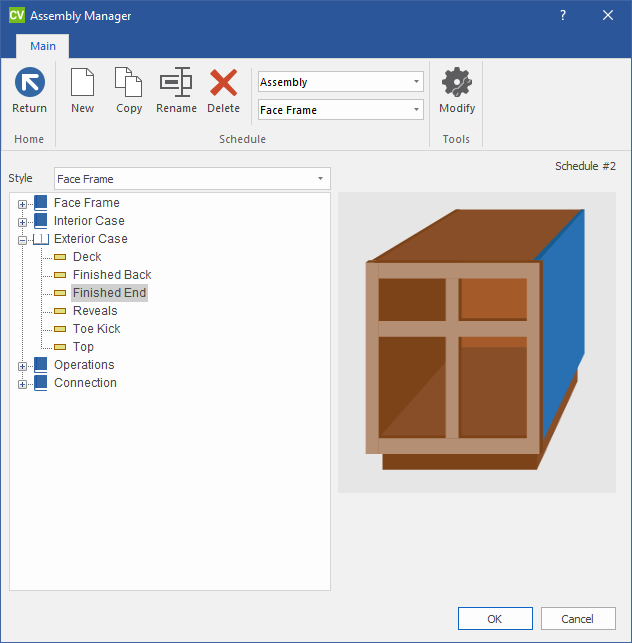 CV Assembly Manager ?
Main
Return New Copy Rename Delete
Assembly
Face Frame
Modify
Home Schedule Tools
Schedule #2
Style Face Frame
Face Frame
Interior Case
Exterior Case
Deck
Finished Back
Finished End
Reveals
Toe Kick
Top
Operations
Connection
OK Cancel